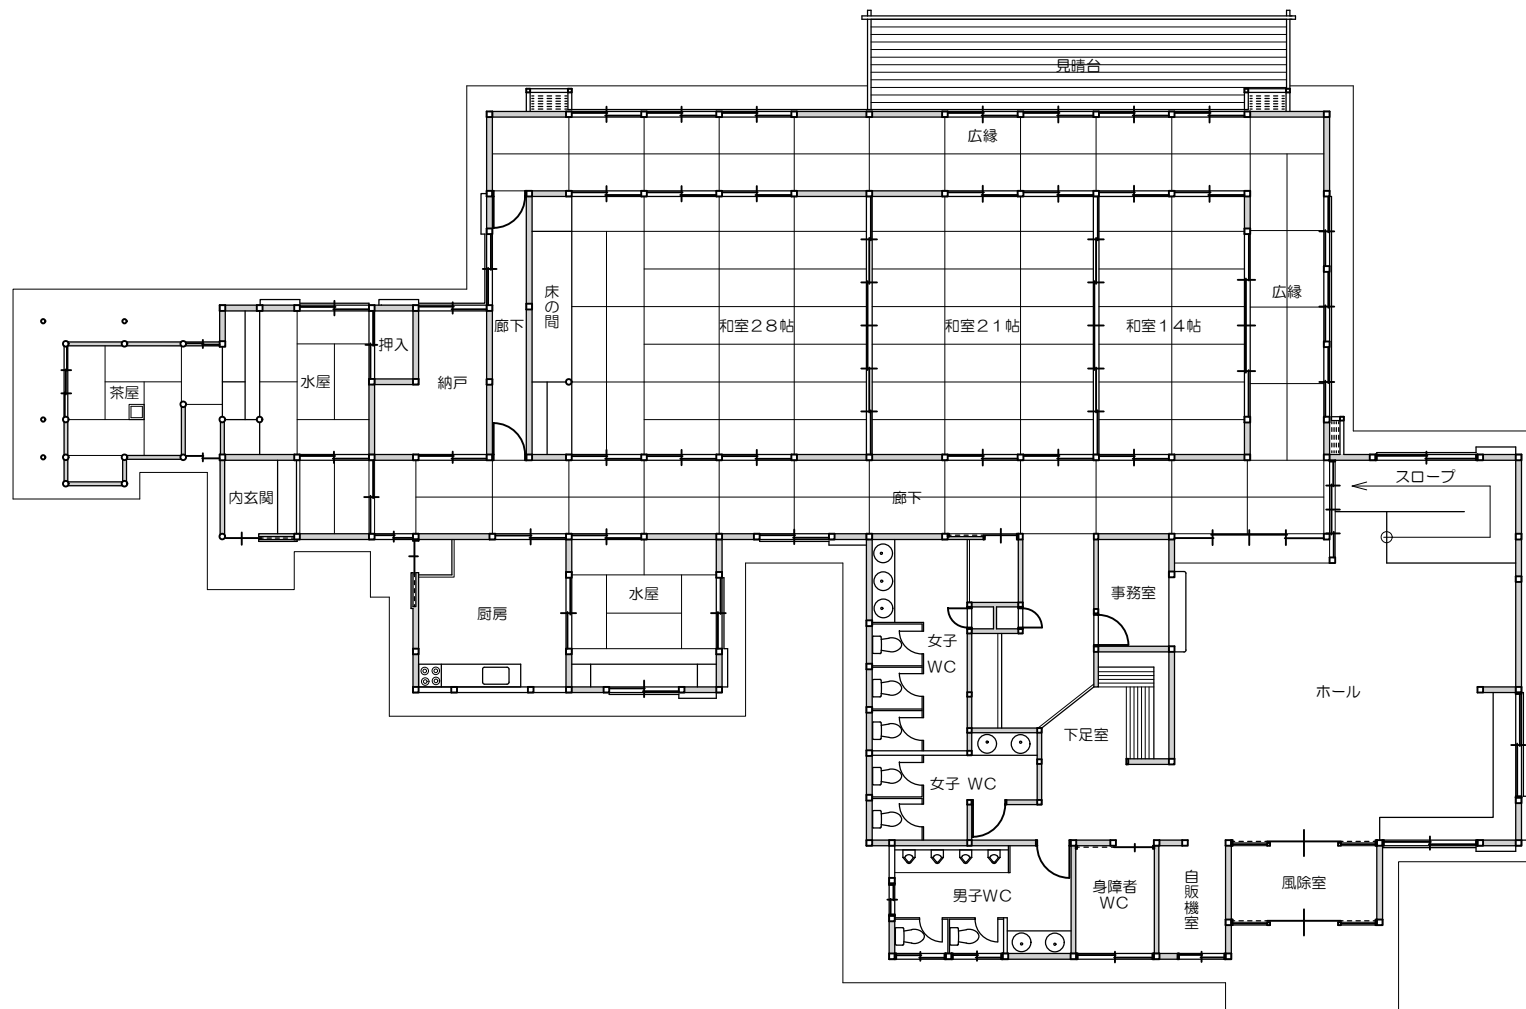 見晴台
広縁
床の間
広縁
廊下
和室28帖
和室21帖
和室14帖
押入
茶屋
水屋
納戸
内玄関
廊下
スロープ
厨房
水屋
事務室
女子
WC
ホール
下足室
女子 WC
男子WC
身障者
WC
自販機室
風除室